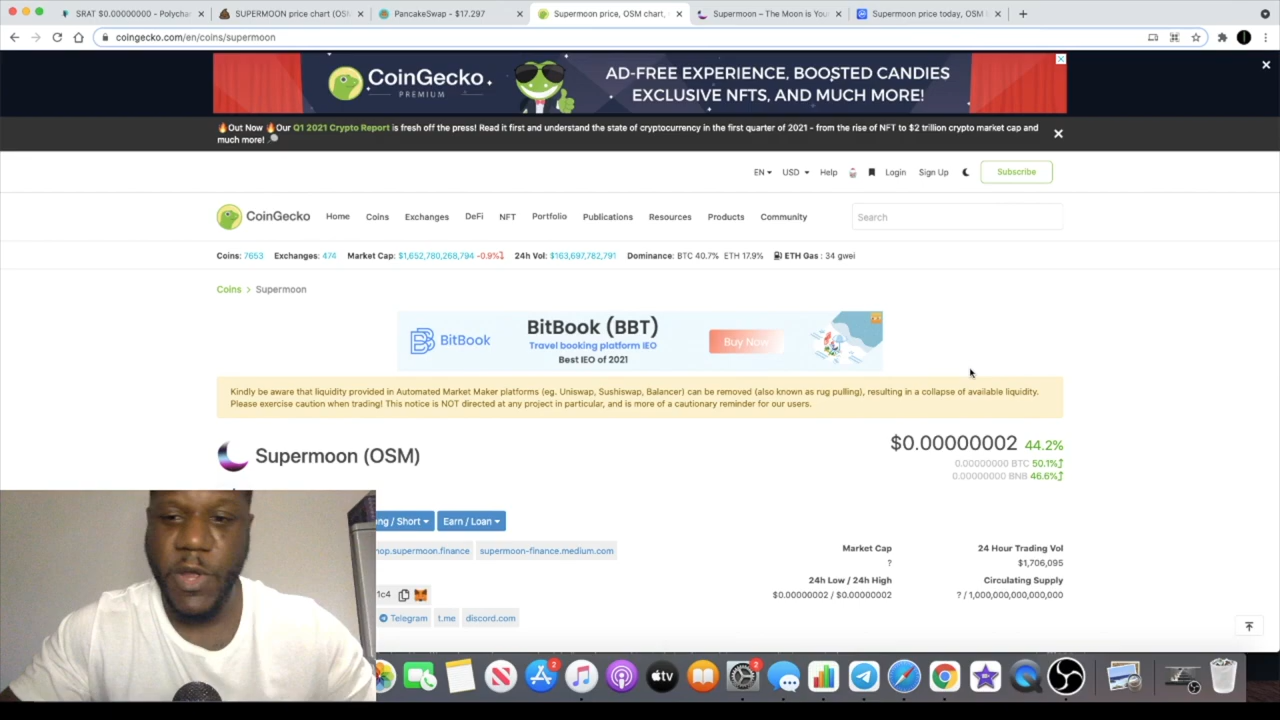 SRAT $0.00000000 - Polychar
SUPERMOON price chart (OSM
PancakeSwap - $17.297
Supermoon price, OSM chart,
Supermoon – The Moon is Your
Supermoon price today, OSM
coingecko.com/en/coins/supermoon
CoinGecko
PREMIUM
AD-FREE EXPERIENCE, BOOSTED CANDIES
EXCLUSIVE NFTS, AND MUCH MORE!
🔥Out Now 🔥Our Q1 2021 Crypto Report is fresh off the press! Read it first and understand the state of cryptocurrency in the first quarter of 2021 - from the rise of NFT to $2 trillion crypto market cap and
much more! 🔎
EN USD Help Login Sign Up Subscribe
CoinGecko Home Coins Exchanges DeFi NFT Portfolio Publications Resources Products Community Search
Coins: 7653 Exchanges: 474 Market Cap: $1,652,780,268,794 -0.9% 24h Vol: $163,697,782,791 Dominance: BTC 40.7% ETH 17.9% ETH Gas : 34 gwei
Coins > Supermoon
BitBook
BitBook (BBT)
Travel booking platform IEO
Best IEO of 2021
Buy Now
Kindly be aware that liquidity provided in Automated Market Maker platforms (eg. Uniswap, Sushiswap, Balancer) can be removed (also known as rug pulling), resulting in a collapse of available liquidity.
Please exercise caution when trading! This notice is NOT directed at any project in particular, and is more of a cautionary reminder for our users.
Supermoon (OSM)
$0.00000002 44.2%
0.00000000 BTC 50.1%
0.00000000 BNB 46.6%
ng / Short Earn / Loan
hop.supermoon.finance supermoon-finance.medium.com
Market Cap
?
24 Hour Trading Vol
$1,706,095
24h Low / 24h High
$0.00000002 / $0.00000002
Circulating Supply
? / 1,000,000,000,000,000
1c4
Telegram t.me discord.com
2
tv
2